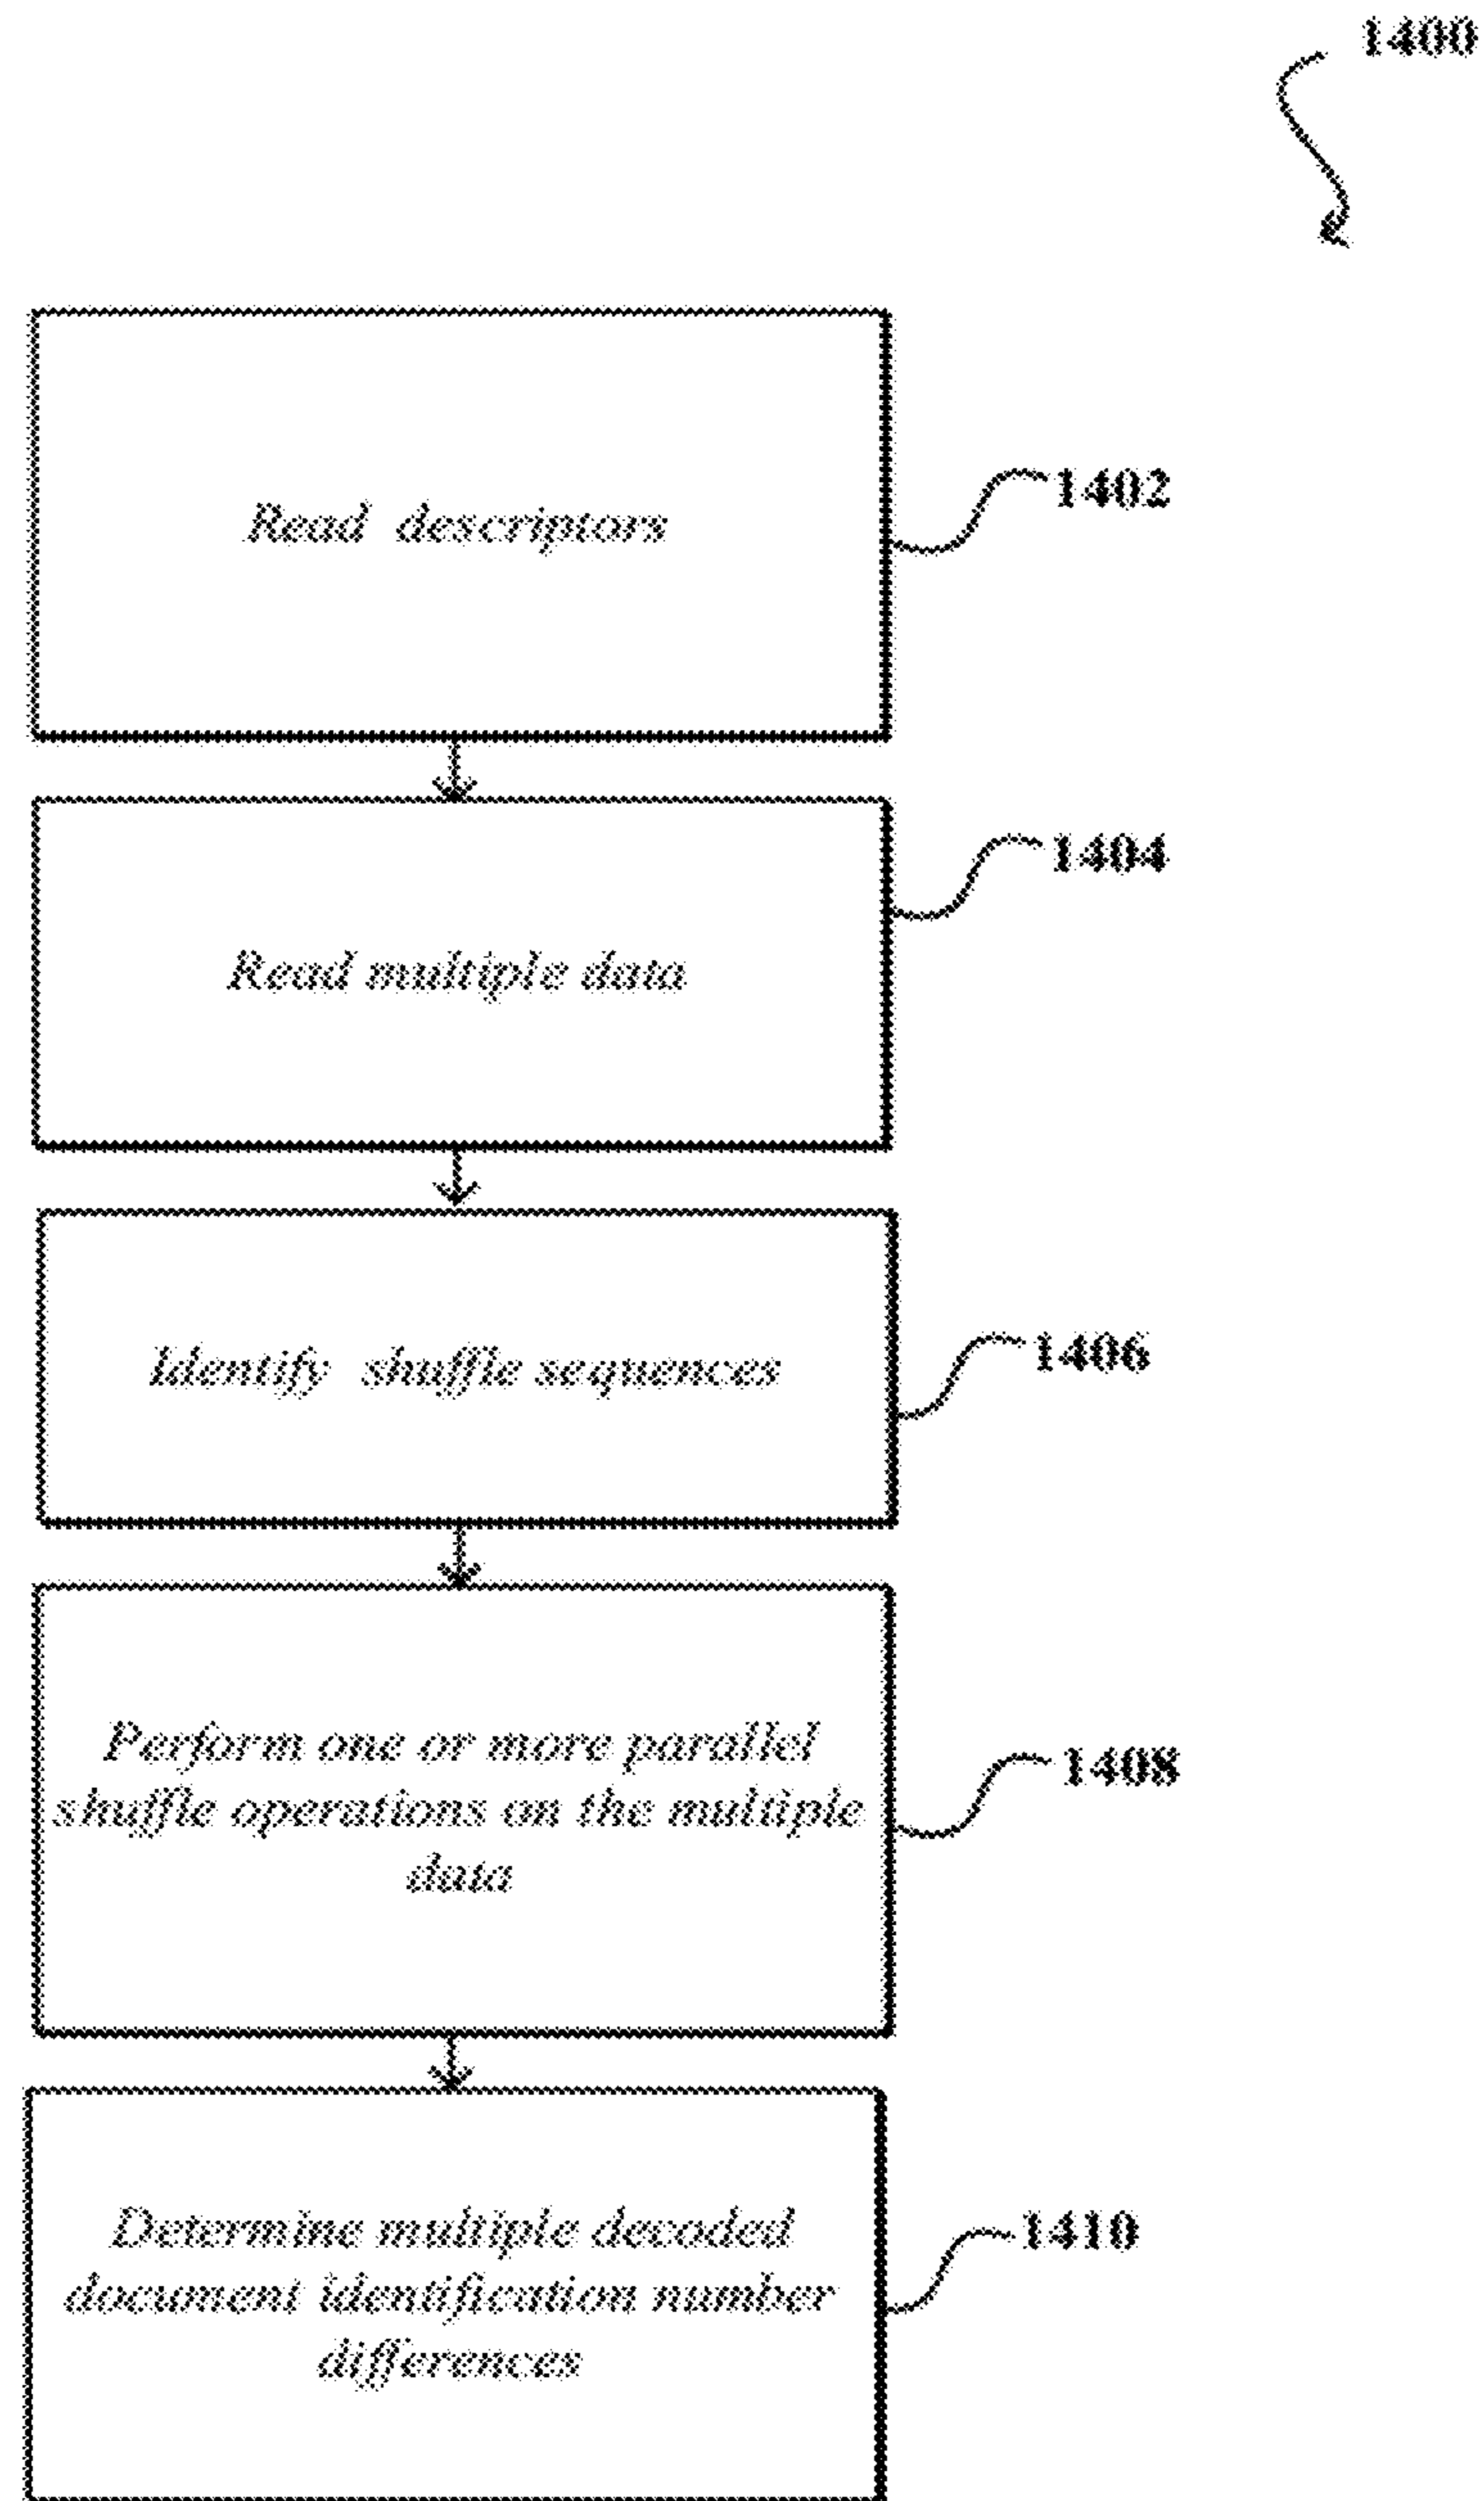 1400
Read descriptors
1402
Read multiple data
1404
Identify shuffle sequences
1406
Perform one or more parallel
shuffle operations on the multiple
data
1408
Determine multiple decoded
document identification number
differences
1410